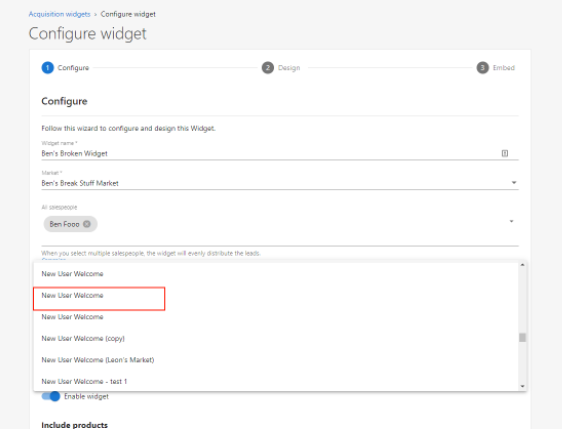 Acquisition widgets > Configure widget
Configure widget
1 Configure
2 Design
3 Embed
Configure
Follow this wizard to configure and design this Widget.
Widget name *
Ben's Broken Widget
Market *
Ben's Break Stuff Market
All salespeople
Ben Fooo
When you select multiple salespeople, the widget will evenly distribute the leads.
New User Welcome
New User Welcome
New User Welcome
New User Welcome (copy)
New User Welcome (Leon's Market)
New User Welcome - test 1
Enable widget
Include products